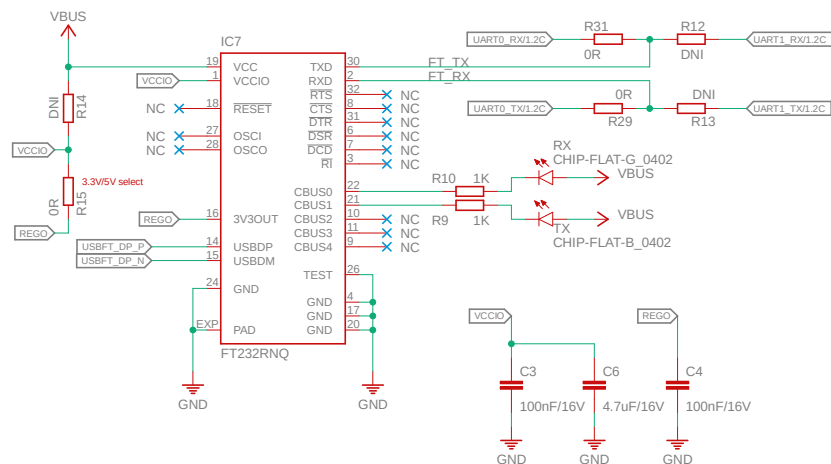 VBUS
IC7
R31
R12
UART0_RX/1.2C
UART1_RX/1.2C
0R
DNI
19
VCC
TXD
30
FT_TX
VCCIO
1
VCCIO
RXD
2
FT_RX
RTS
32
NC
0R
DNI
DNI
R14
NC
18
RESET
CTS
8
NC
UART0_TX/1.2C
UART1_TX/1.2C
DTR
31
NC
R29
R13
NC
27
OSCI
DSR
6
NC
VCCIO
NC
28
OSCO
DCD
7
NC
RX
RI
3
NC
CHIP-FLAT-G_0402
3.3V/5V select
R10
1K
VBUS
CBUS0
22
0R
R15
CBUS1
21
REGO
16
3V3OUT
CBUS2
10
NC
R9
1K
VBUS
REGO
CBUS3
11
NC
TX
USBFT_DP_P
14
USBDP
CBUS4
9
NC
CHIP-FLAT-B_0402
USBFT_DP_N
15
USBDM
TEST
26
24
GND
GND
4
GND
17
EXP
PAD
GND
20
VCCIO
REGO
FT232RNQ
C3
C6
C4
GND
GND
100nF/16V
4.7uF/16V
100nF/16V
GND
GND
GND